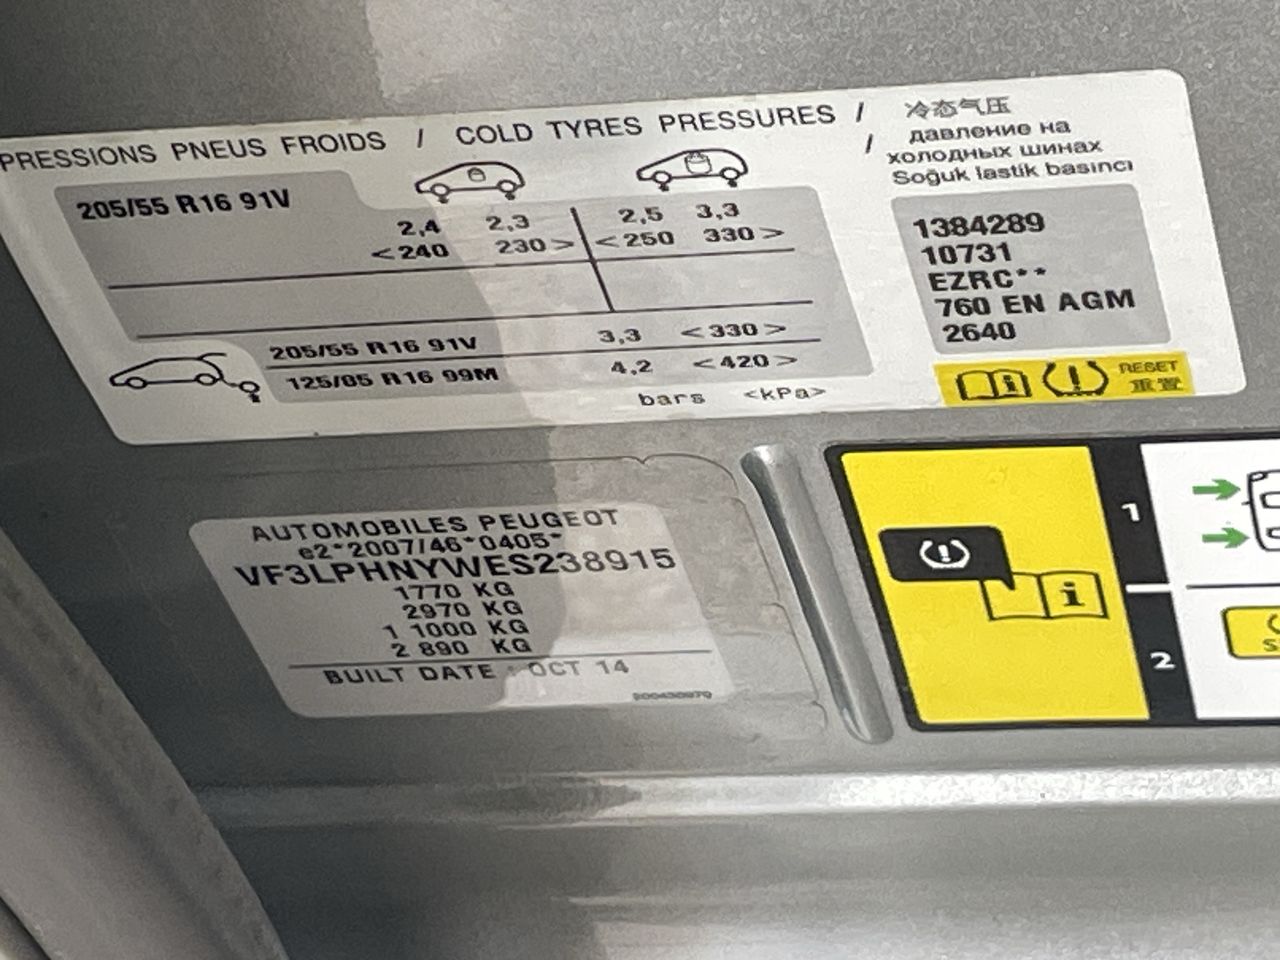 PRESSIONS PNEUS FROIDS / COLD TYRES PRESSURES / 冷态气压
/ давление на
холодных шинах
Soğuk lastik basıncı
205/55 R16 91V
2,4 2,3 2,5 3,3
<240 230> <250 330>
205/55 R16 91V 3,3 <330>
125/85 R16 99M 4,2 <420>
bars <kPa>
1384289
10731
EZRC**
760 EN AGM
2640
i RESET
重置
AUTOMOBILES PEUGEOT
e2*2007/46*0405*
VF3LPHNYWES238915
1770 KG
2970 KG
1 1000 KG
2 890 KG
BUILT DATE : OCT 14
i
1
2